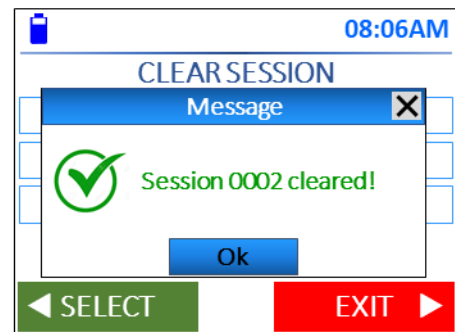 08:06AM
CLEAR SESSION
Message
Session 0002 cleared!
Ok
SELECT
EXIT